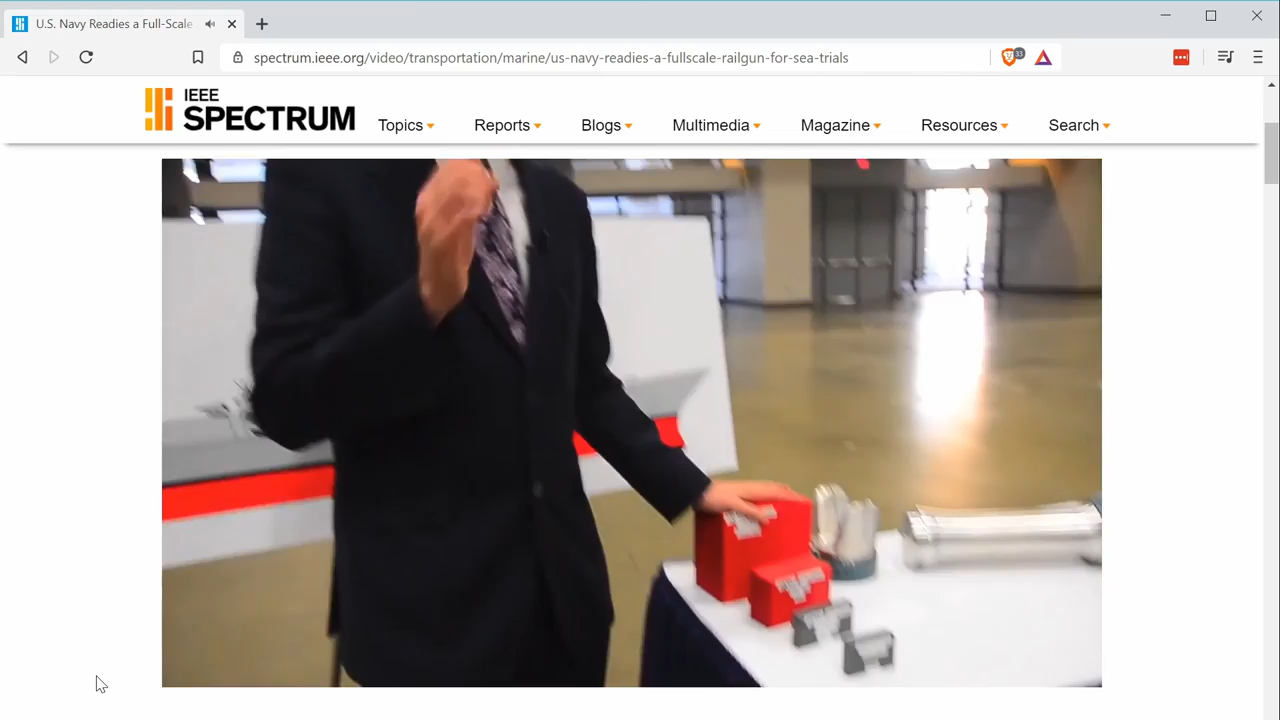 U.S. Navy Readies a Full-Scale
spectrum.ieee.org/video/transportation/marine/us-navy-readies-a-fullscale-railgun-for-sea-trials
33
IEEE
SPECTRUM
Topics
Reports
Blogs
Multimedia
Magazine
Resources
Search